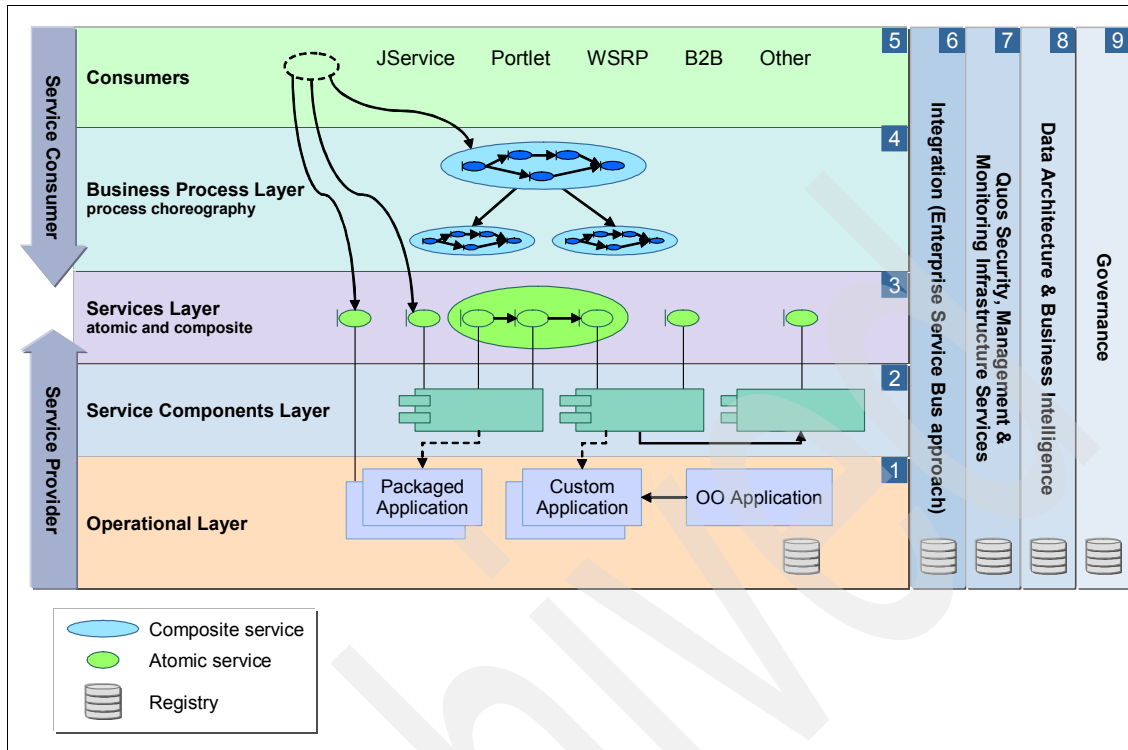 Service Consumer
Service Provider
Consumers
JService Portlet WSRP B2B Other
5
Business Process Layer
process choreography
4
Services Layer
atomic and composite
3
Service Components Layer
2
Operational Layer
1
Packaged
Application
Custom
Application
OO Application
6
Integration (Enterprise Service Bus approach)
7
Quos Security, Management &
Monitoring Infrastructure Services
8
Data Architecture & Business Intelligence
9
Governance
Composite service
Atomic service
Registry